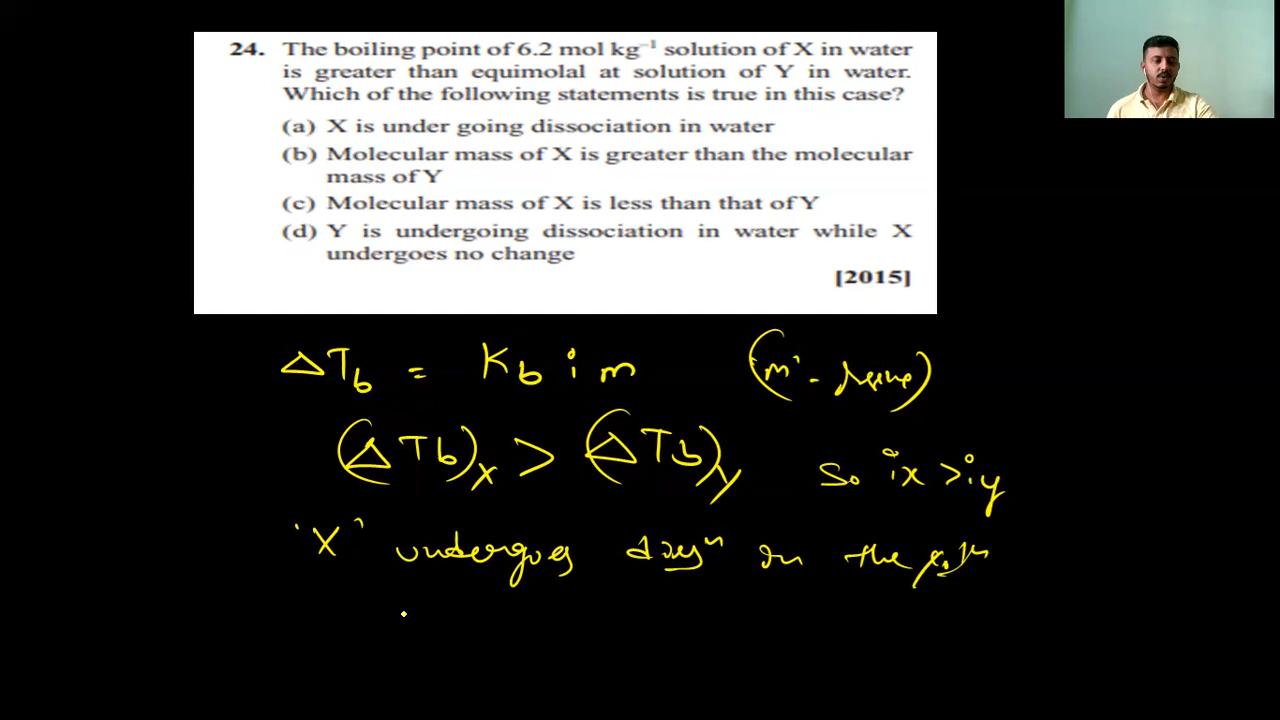 24. The boiling point of 6.2 mol kg⁻¹ solution of X in water
is greater than equimolal at solution of Y in water.
Which of the following statements is true in this case?
(a) X is under going dissociation in water
(b) Molecular mass of X is greater than the molecular
mass of Y
(c) Molecular mass of X is less than that of Y
(d) Y is undergoing dissociation in water while X
undergoes no change
[2015]
ΔTb = Kb i m ('m' -
(ΔTb)x > (ΔTb)y so ix > iy
'X' undergoes in the